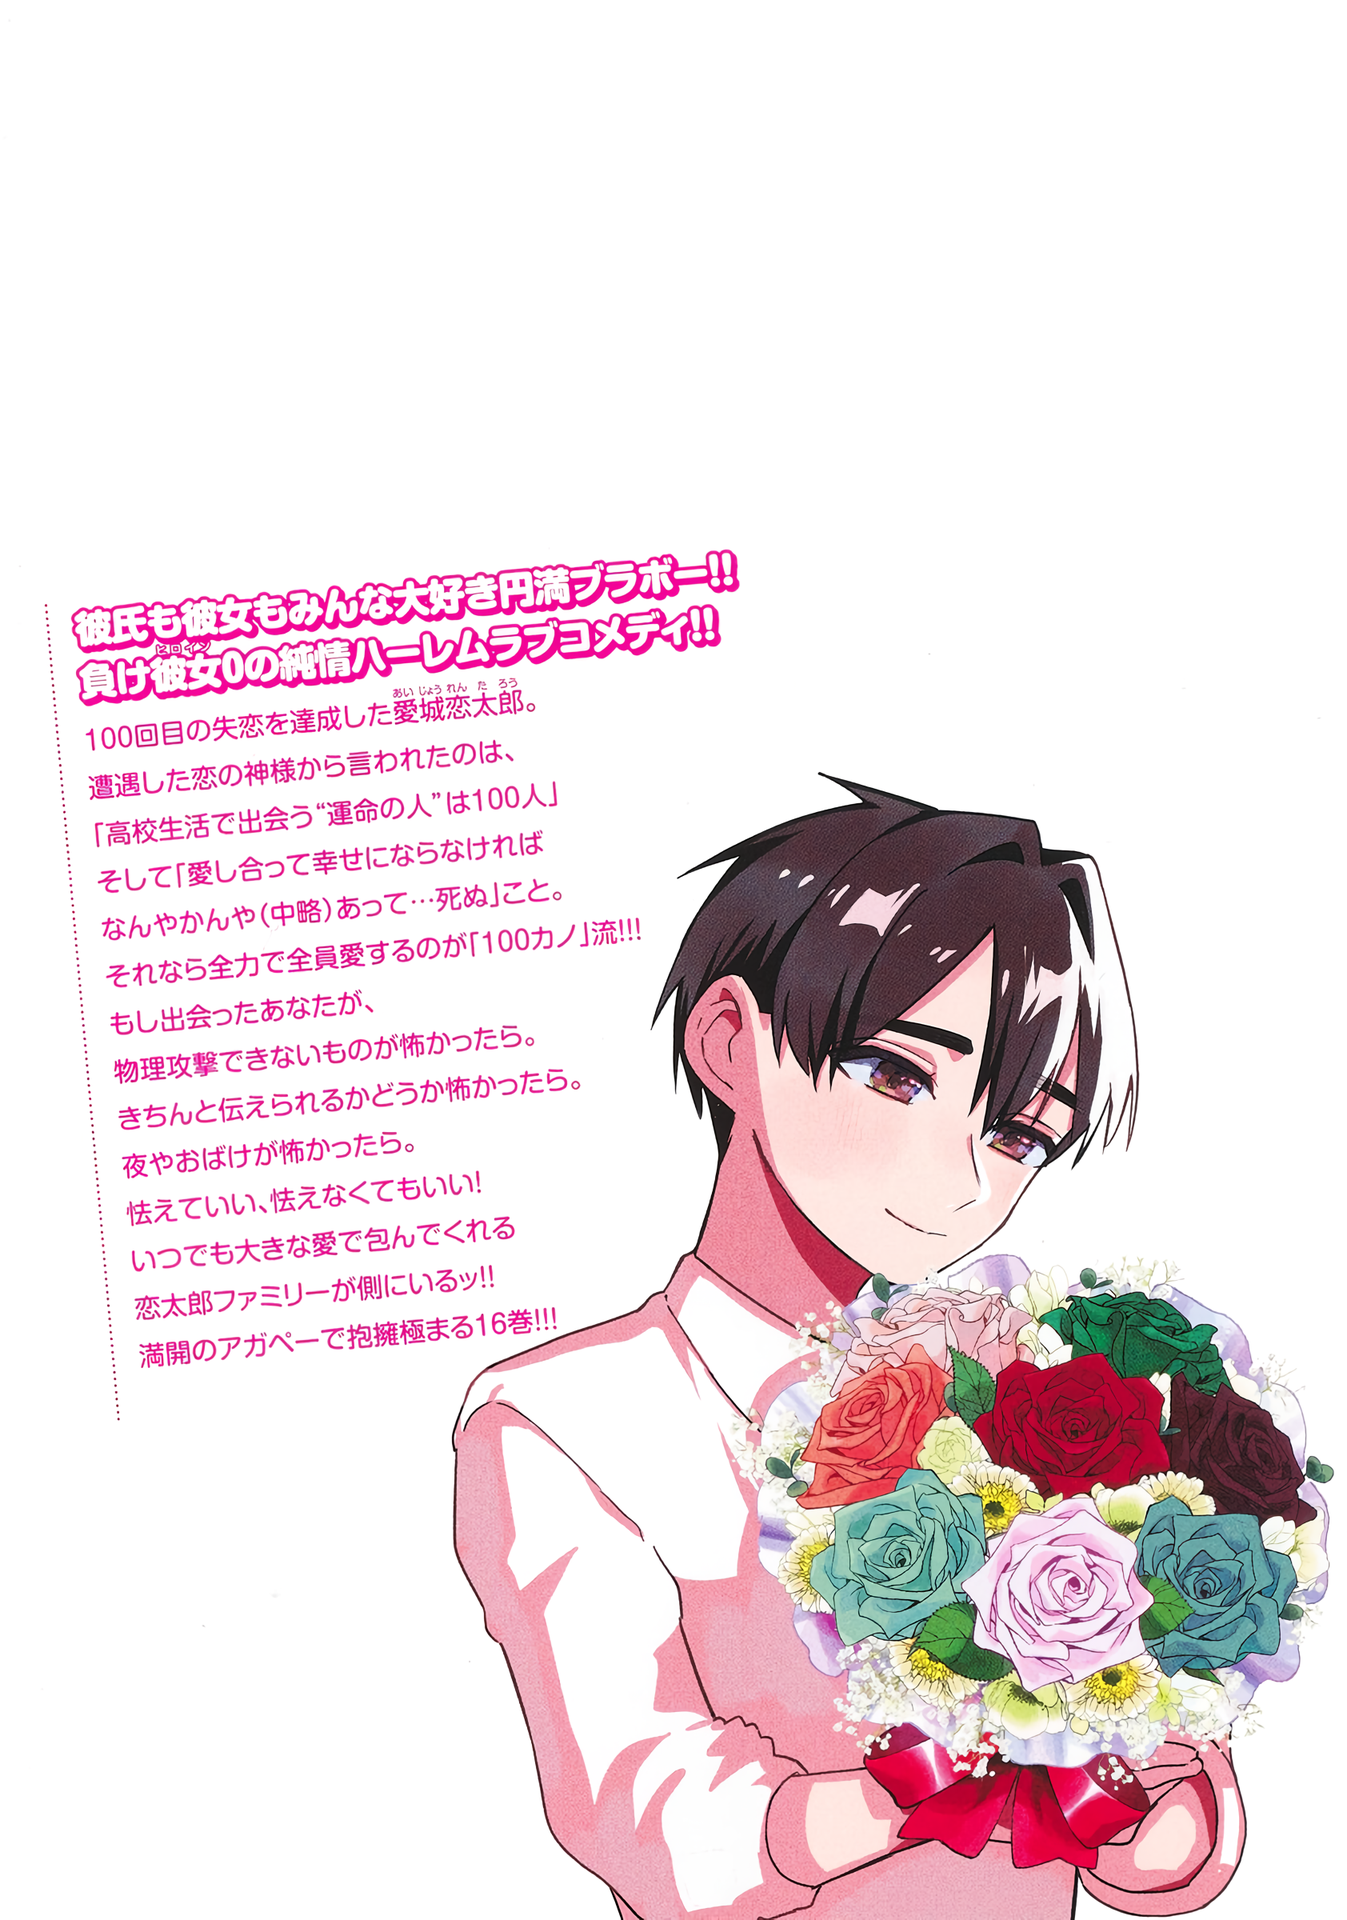 彼氏も彼女もみんな大好き円満ブラボー!!
負け彼女0の純情ハーレムラブコメディ!!
100回目の失恋を達成した愛城恋太郎。
遭遇した恋の神様から言われたのは、
「高校生活で出会う“運命の人”は100人」
そして「愛し合って幸せにならなければ
なんやかんや(中略)あって…死ぬ」こと。
それなら全力で全員愛するのが「100カノ」流!!!
もし出会ったあなたが、
物理攻撃できないものが怖かったら。
きちんと伝えられるかどうか怖かったら。
夜やおばけが怖かったら。
怯えていい、怯えなくてもいい!
いつでも大きな愛で包んでくれる
恋太郎ファミリーが側にいるッ!!
満開のアガペーで抱擁極まる16巻!!!